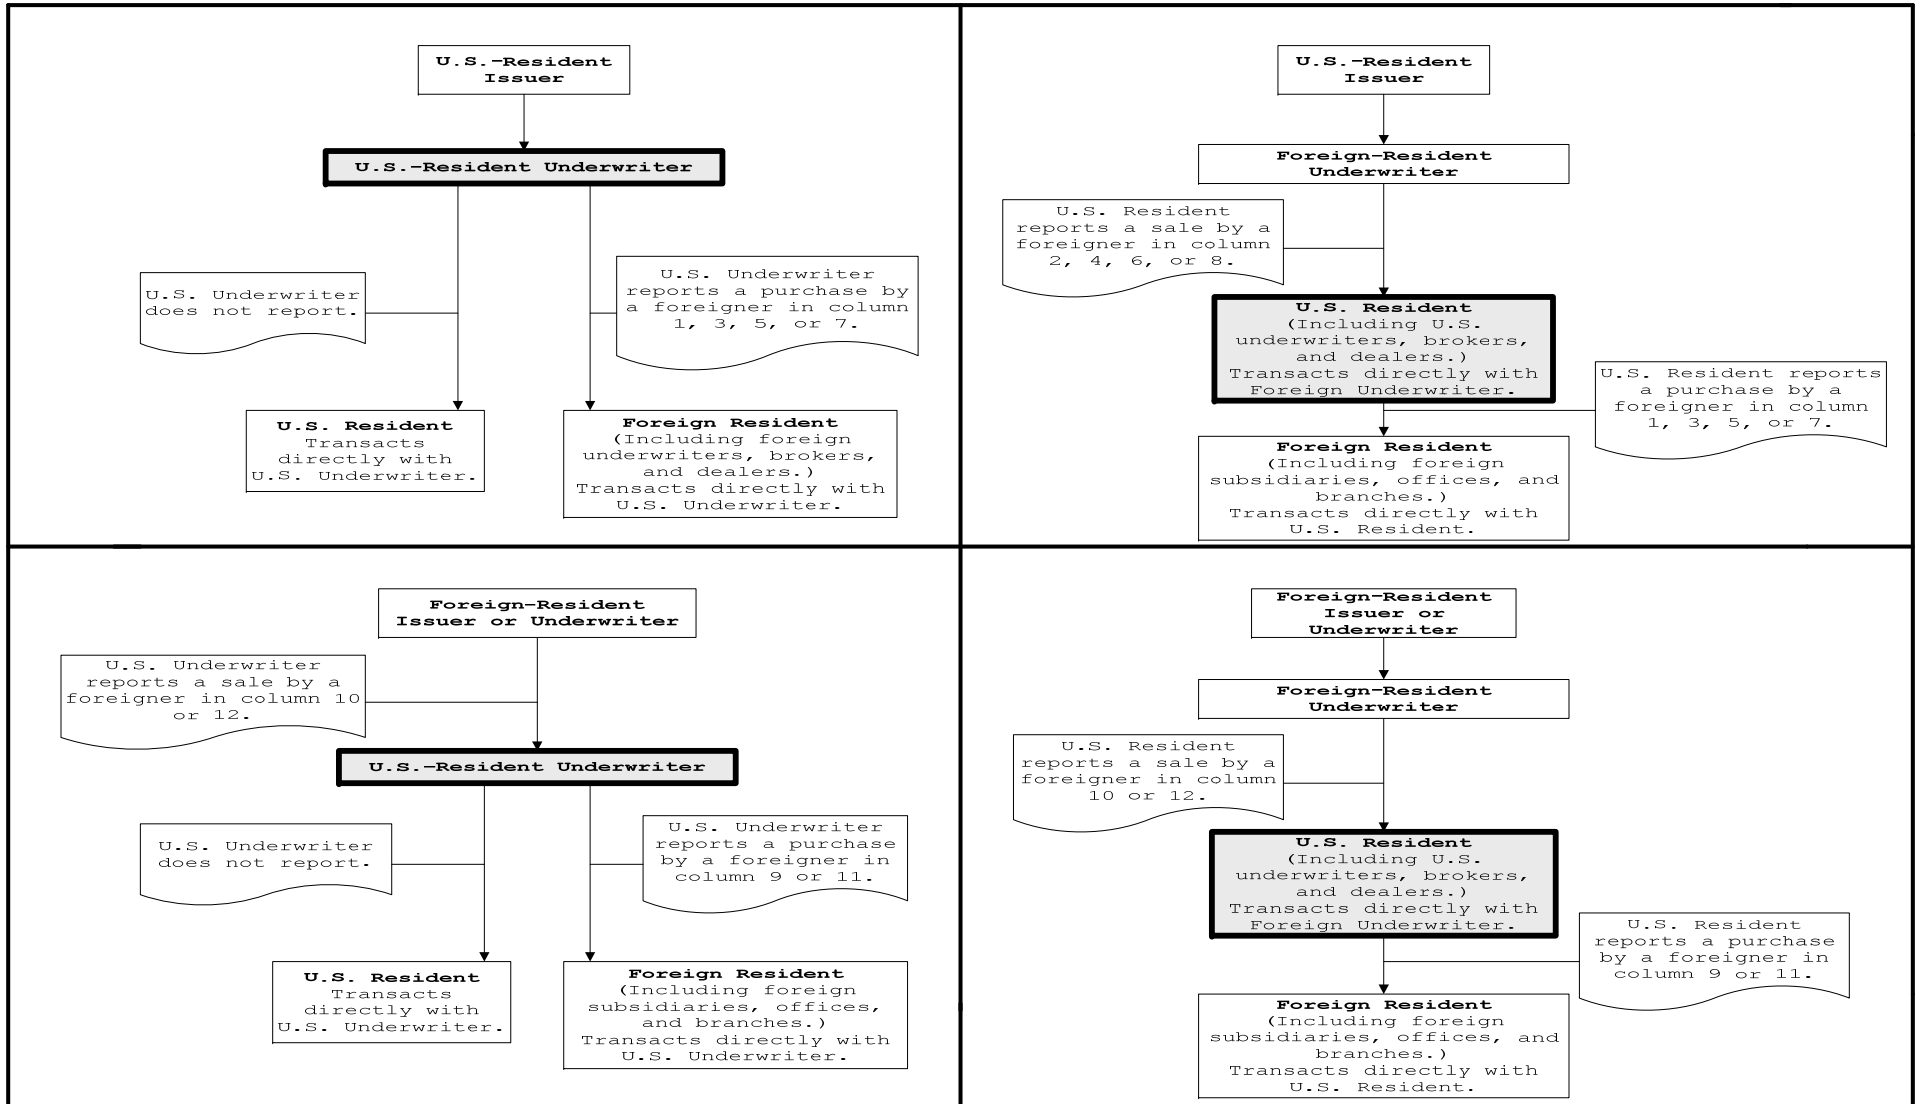 U.S.-Resident
Issuer
U.S.-Resident Underwriter
U.S. Underwriter
does not report.
U.S. Underwriter
reports a purchase by
a foreigner in column
1, 3, 5, or 7.
U.S. Resident
Transacts
directly with
U.S. Underwriter.
Foreign Resident
(Including foreign
underwriters, brokers,
and dealers.)
Transacts directly with
U.S. Underwriter.
U.S.-Resident
Issuer
Foreign-Resident
Underwriter
U.S. Resident
reports a sale by a
foreigner in column
2, 4, 6, or 8.
U.S. Resident
(Including U.S.
underwriters, brokers,
and dealers.)
Transacts directly with
Foreign Underwriter.
U.S. Resident reports
a purchase by a
foreigner in column
1, 3, 5, or 7.
Foreign Resident
(Including foreign
subsidiaries, offices, and
branches.)
Transacts directly with
U.S. Resident.
Foreign-Resident
Issuer or Underwriter
U.S. Underwriter
reports a sale by a
foreigner in column 10
or 12.
U.S.-Resident Underwriter
U.S. Underwriter
does not report.
U.S. Underwriter
reports a purchase
by a foreigner in
column 9 or 11.
U.S. Resident
Transacts
directly with
U.S. Underwriter.
Foreign Resident
(Including foreign
subsidiaries, offices,
and branches.)
Transacts directly with
U.S. Underwriter.
Foreign-Resident
Issuer or
Underwriter
Foreign-Resident
Underwriter
U.S. Resident
reports a sale by a
foreigner in column
10 or 12.
U.S. Resident
(Including U.S.
underwriters, brokers,
and dealers.)
Transacts directly with
Foreign Underwriter.
U.S. Resident
reports a purchase
by a foreigner in
column 9 or 11.
Foreign Resident
(Including foreign
subsidiaries, offices, and
branches.)
Transacts directly with
U.S. Resident.